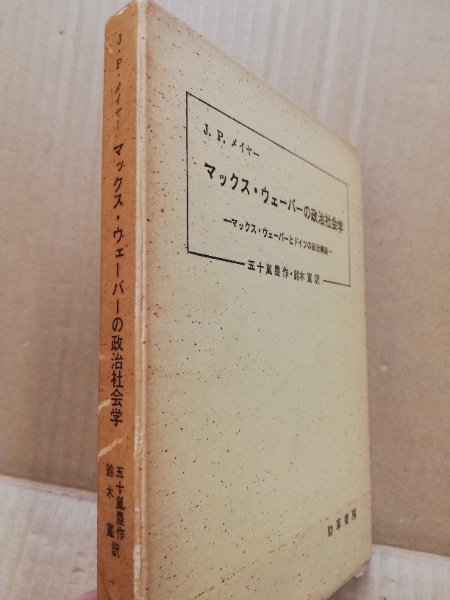 J・P・メイヤー マックス・ウェーバーの政治社会学
五十嵐豊作
鈴木 寛 訳
J. P. メイヤー
マックス・ウェーバーの政治社会学
―マックス・ウェーバーとドイツの政治構造―
五十嵐豊作・鈴木 寛 訳
勁草書房